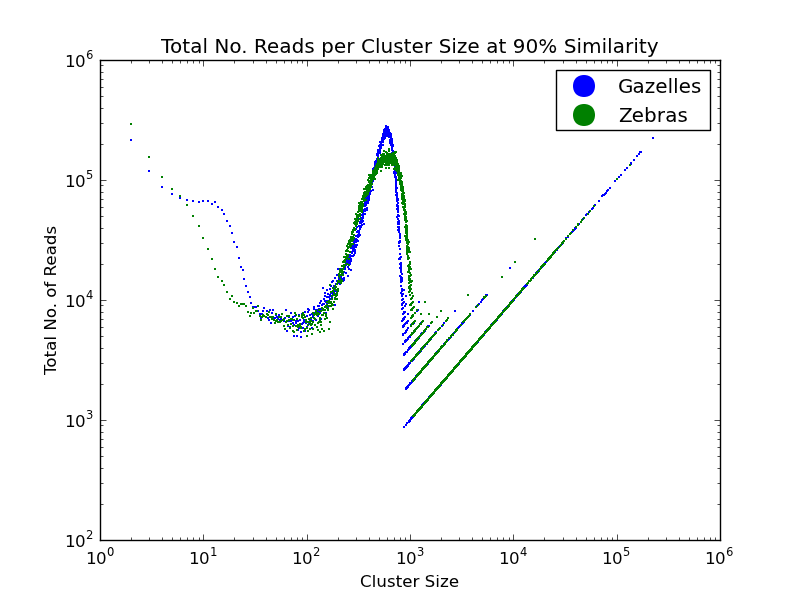 Total No. Reads per Cluster Size at 90% Similarity
Gazelles
Zebras
10^6
10^5
10^4
10^3
10^2
Total No. of Reads
10^0
10^1
10^2
10^3
10^4
10^5
10^6
Cluster Size